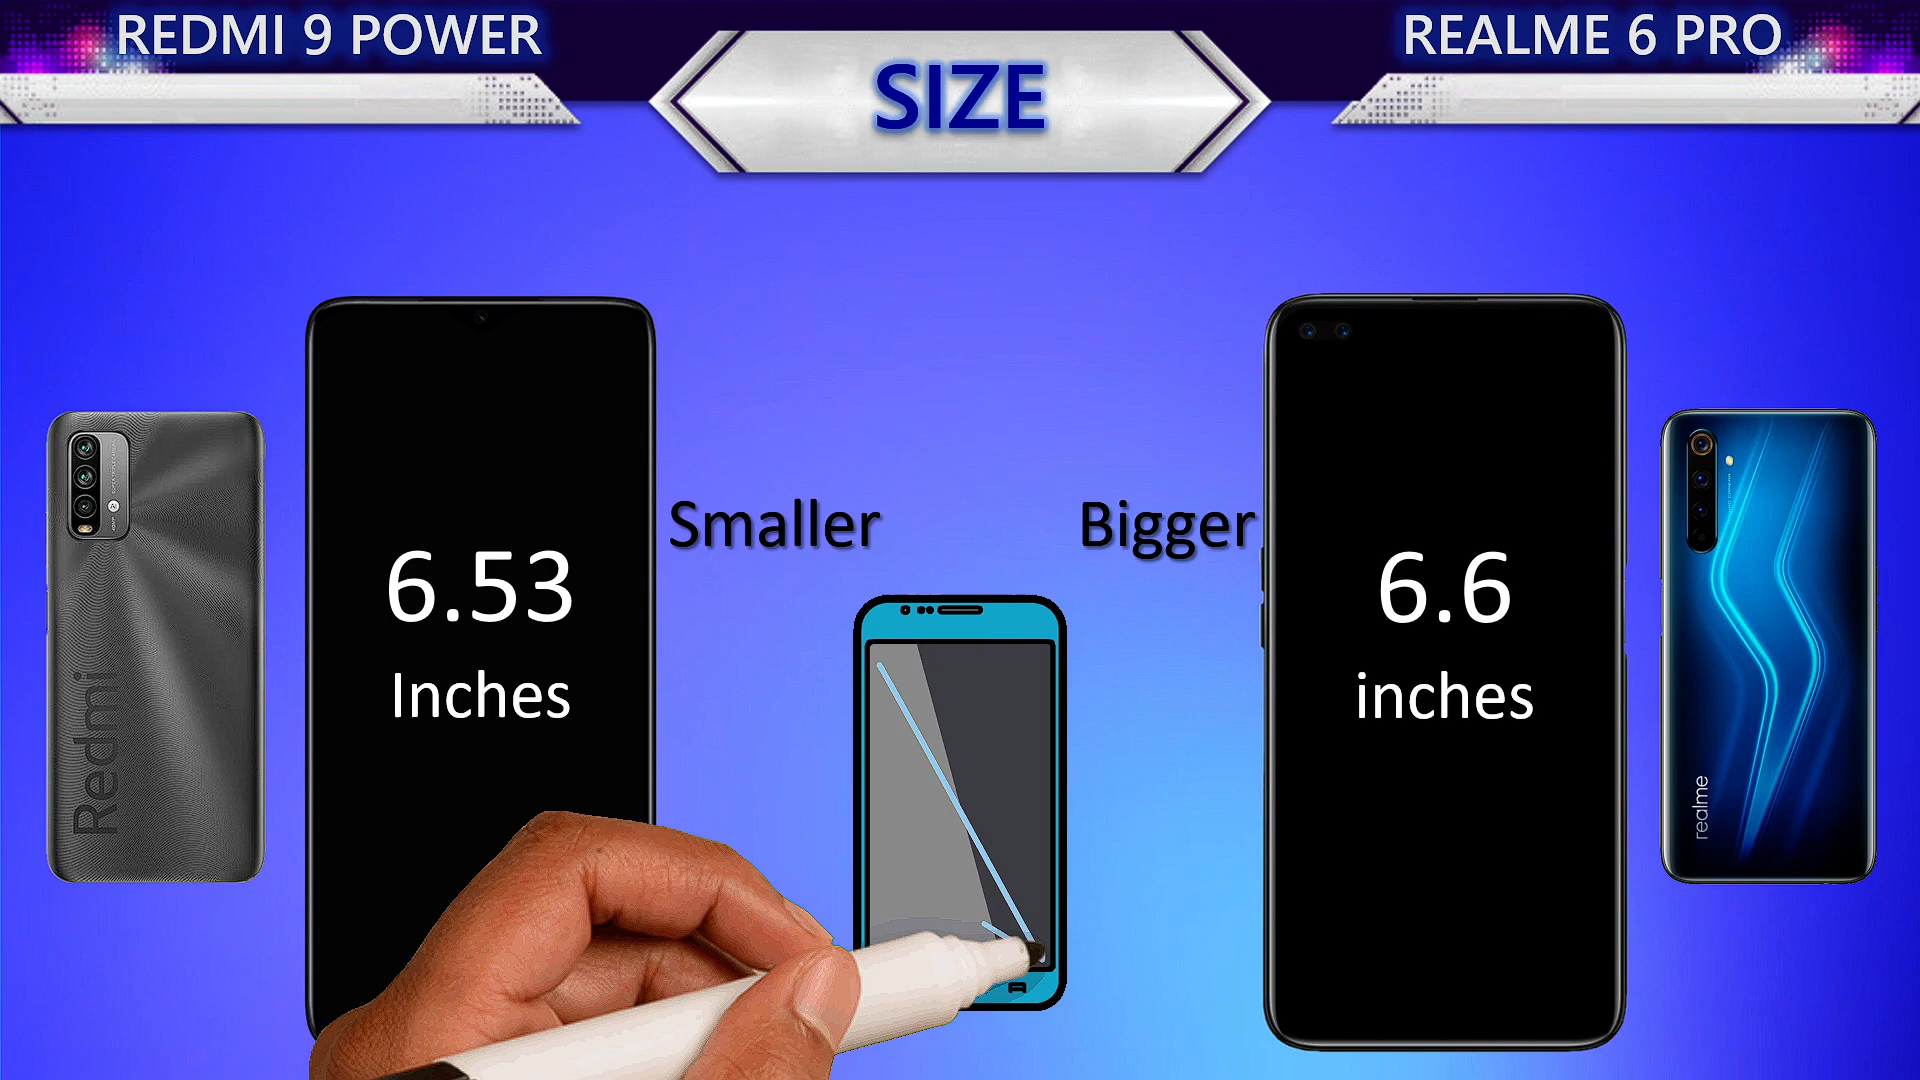 REDMI 9 POWER
SIZE
REALME 6 PRO
Smaller
Bigger
6.53
Inches
6.6
inches
Redmi
realme